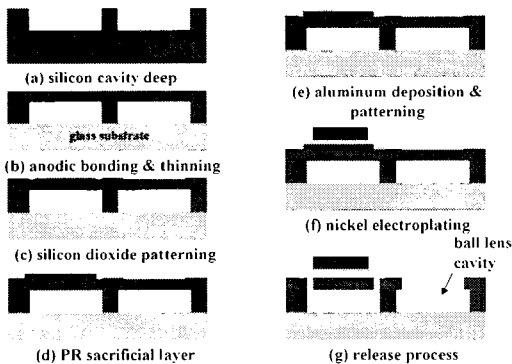 (a) silicon cavity deep
glass substrate
(b) anodic bonding & thinning
(c) silicon dioxide patterning
(d) PR sacrificial layer
(e) aluminum deposition &
patterning
(f) nickel electroplating
ball lens
cavity
(g) release process